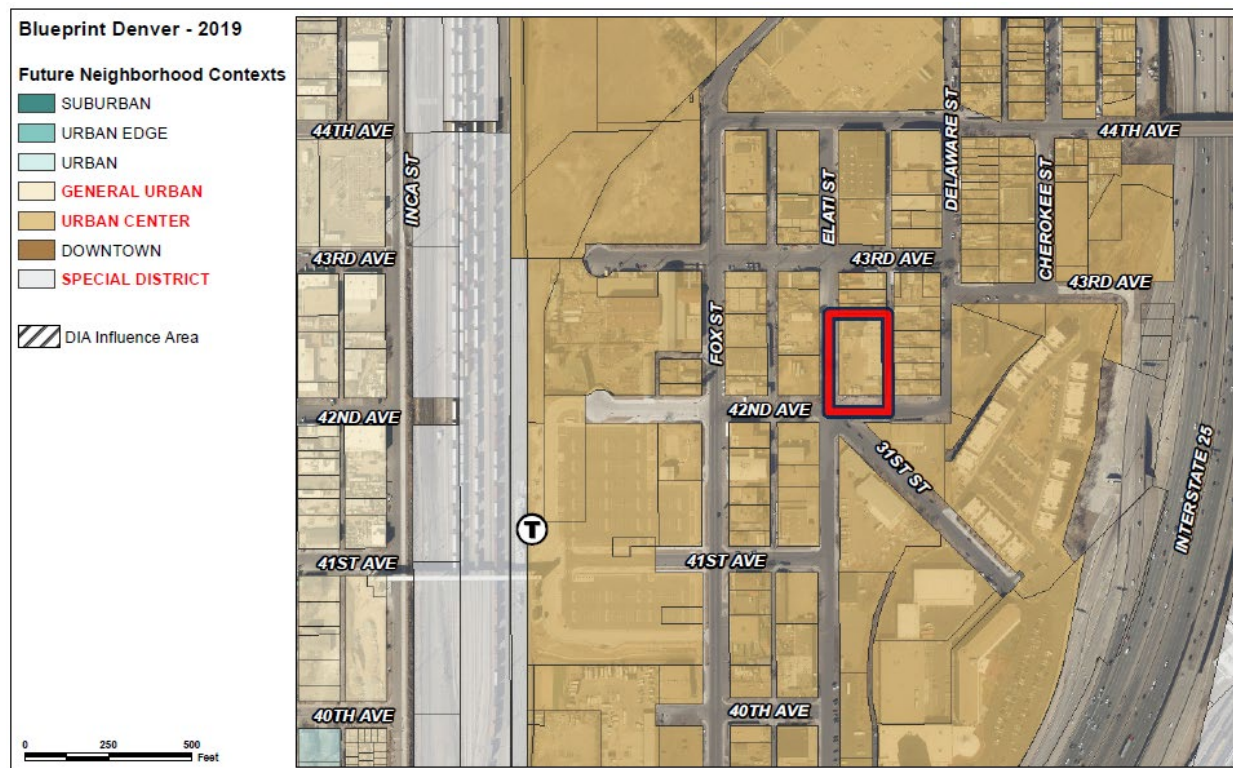 Blueprint Denver - 2019
Future Neighborhood Contexts
SUBURBAN
URBAN EDGE
URBAN
GENERAL URBAN
URBAN CENTER
DOWNTOWN
SPECIAL DISTRICT
DIA Influence Area
0 250 500
Feet
44TH AVE
44TH AVE
INCA ST
ELATI ST
DELAWARE ST
CHEROKEE ST
43RD AVE
43RD AVE
43RD AVE
FOX ST
42ND AVE
42ND AVE
31ST ST
INTERSTATE 25
T
41ST AVE
41ST AVE
40TH AVE
40TH AVE